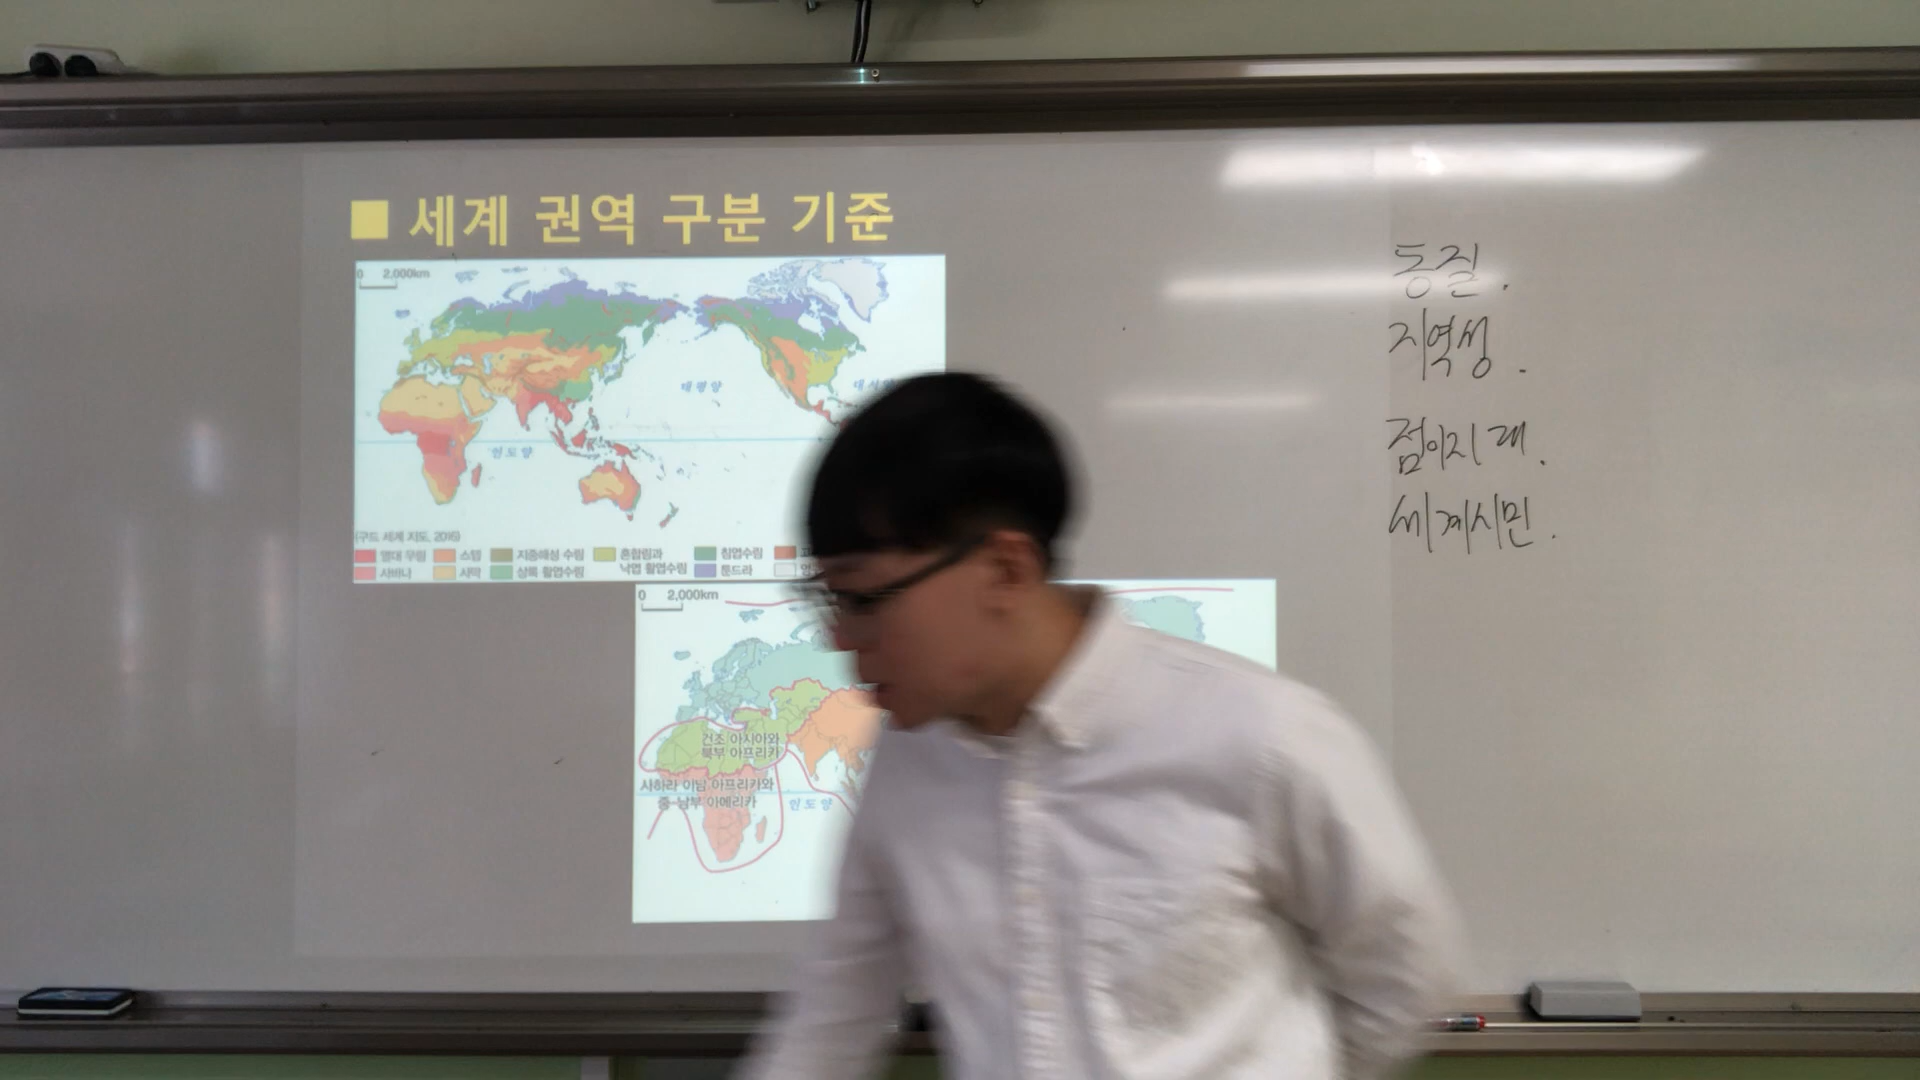 ■ 세계 권역 구분 기준
0 2,000km
태평양
인도양
(구드 세계 지도, 2016)
열대 우림 스텝 지중해성 수림 혼합림과 침엽수림
사바나 사막 상록 활엽수림 낙엽 활엽수림 툰드라
0 2,000km
건조 아시아와
북부 아프리카
사하라 이남 아프리카와
중·남부 아메리카
인도양
동질.
지역성.
점이지대.
세계시민.